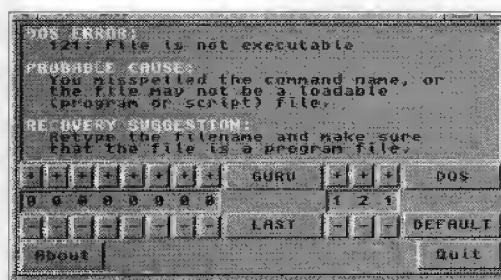 DOS ERROR:
121: File is not executable
PROBABLE CAUSE:
You misspelled the command name, or
the file may not be a loadable
(program or script) file.
RECOVERY SUGGESTION:
Retype the filename and make sure
that the file is a program file.
+ + + + + + + + GURU + + + DOS
0 0 0 0 0 0 0 0 1 2 1
- - - - - - - - LAST - - - DEFAULT
About Quit